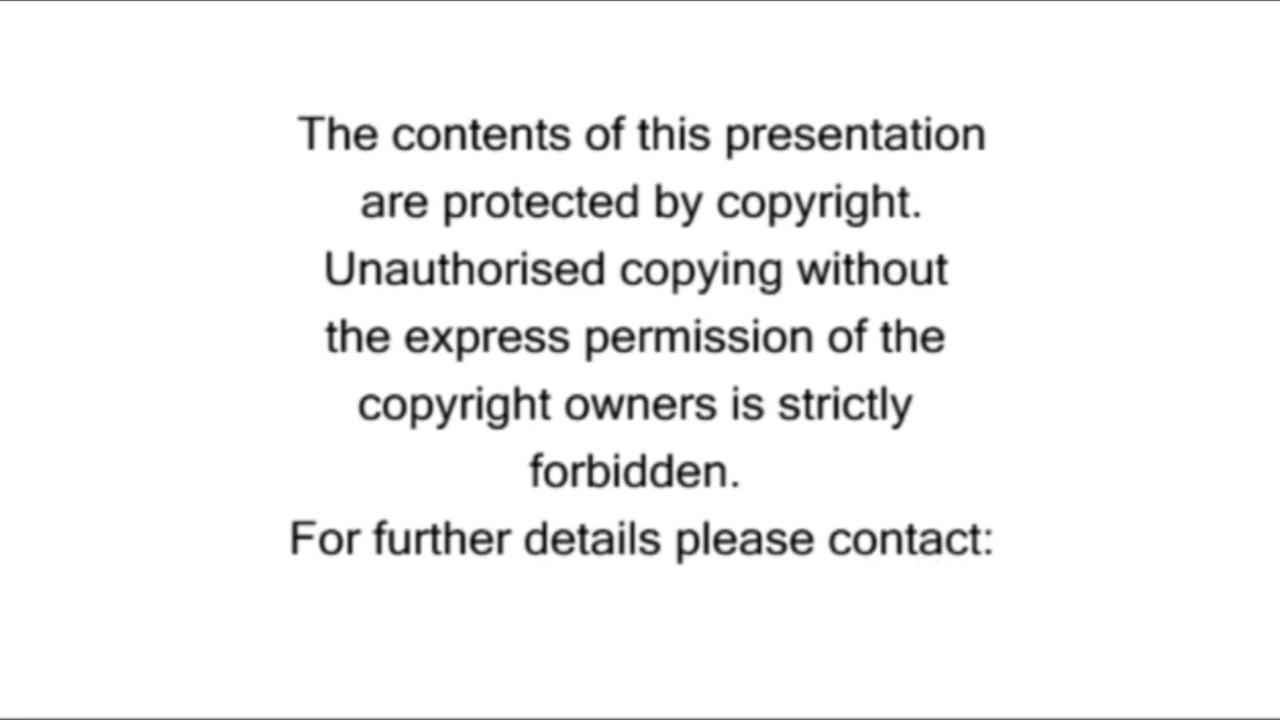 The contents of this presentation
are protected by copyright.
Unauthorised copying without
the express permission of the
copyright owners is strictly
forbidden.
For further details please contact: